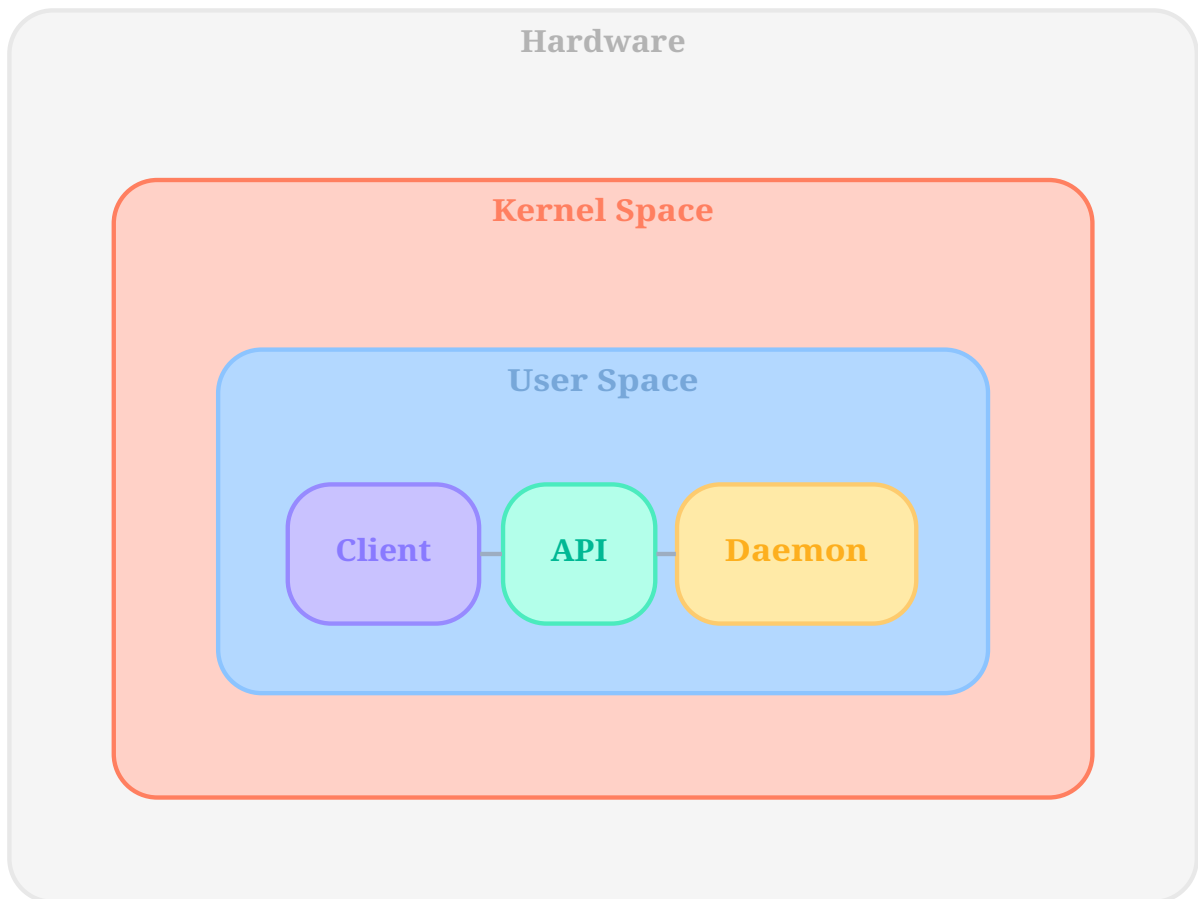 Hardware
Kernel Space
User Space
Client
API
Daemon